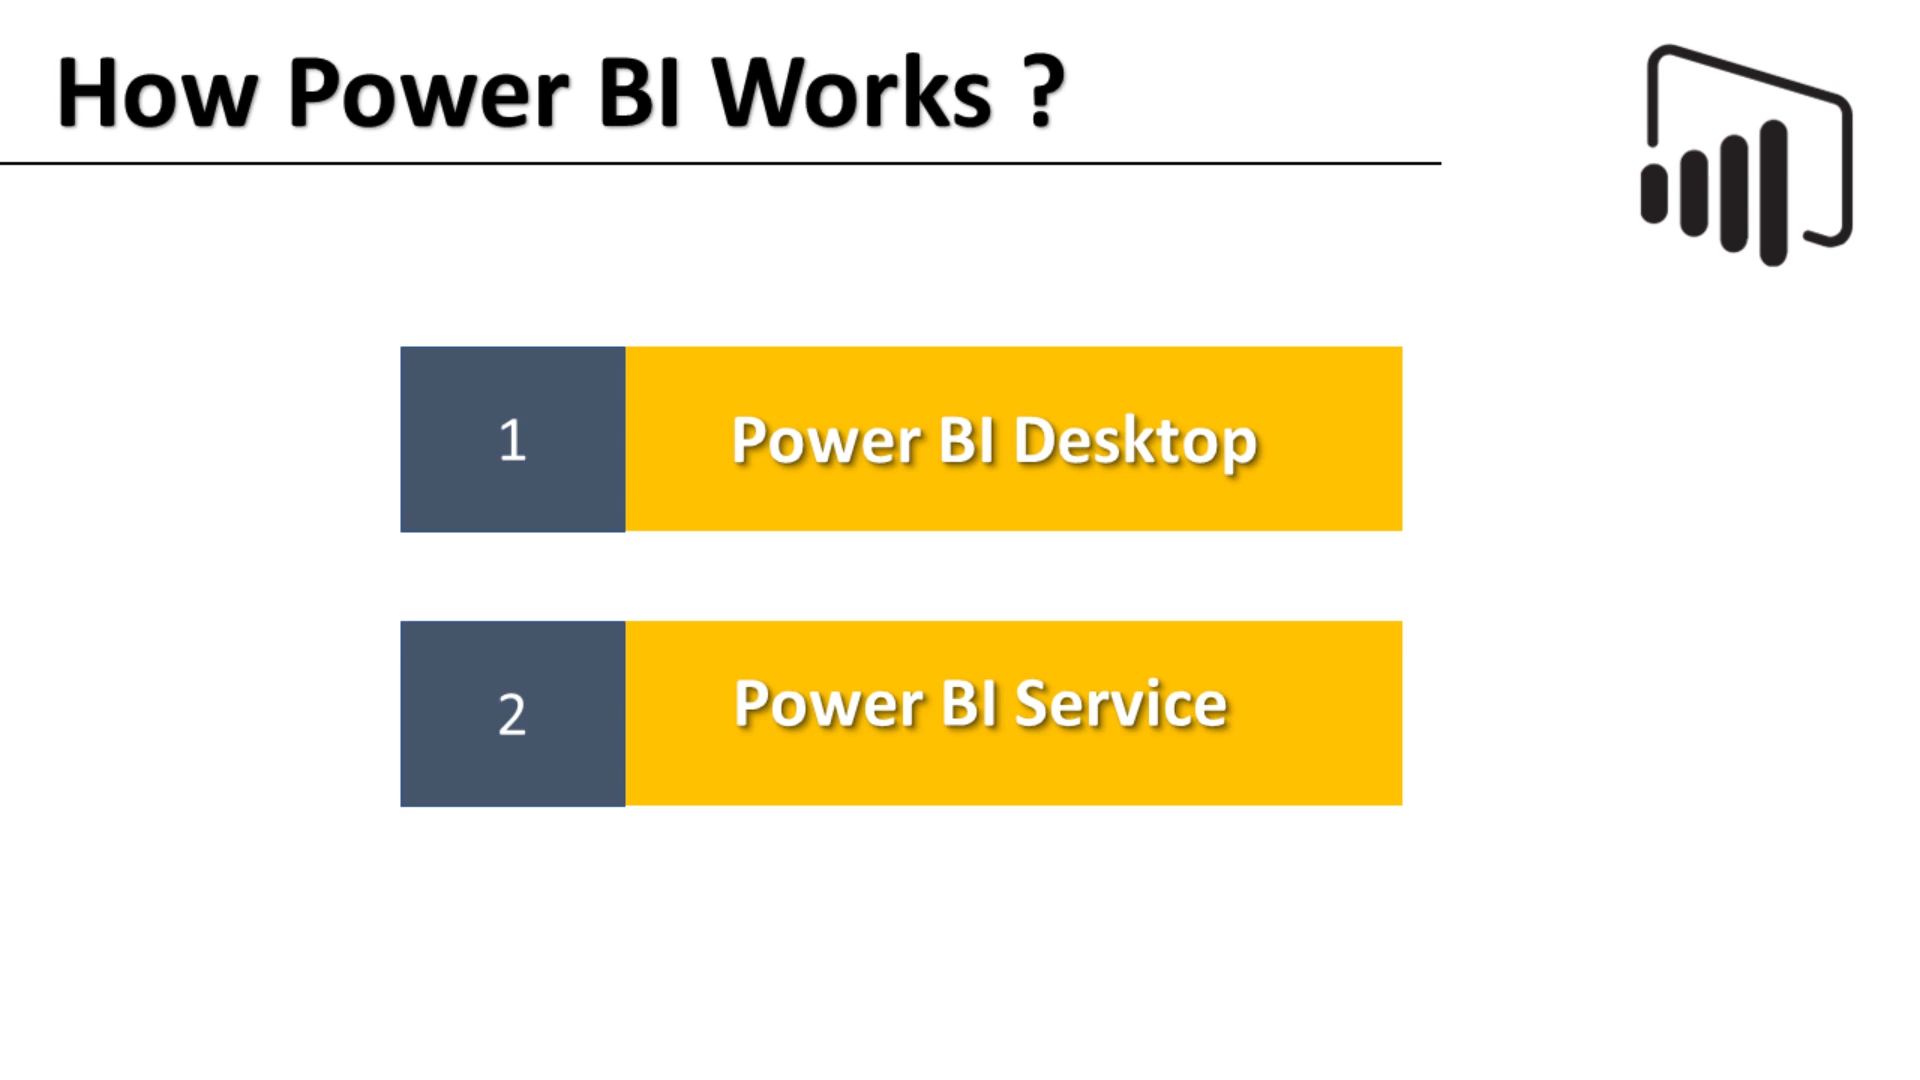 How Power BI Works ?
1
Power BI Desktop
2
Power BI Service